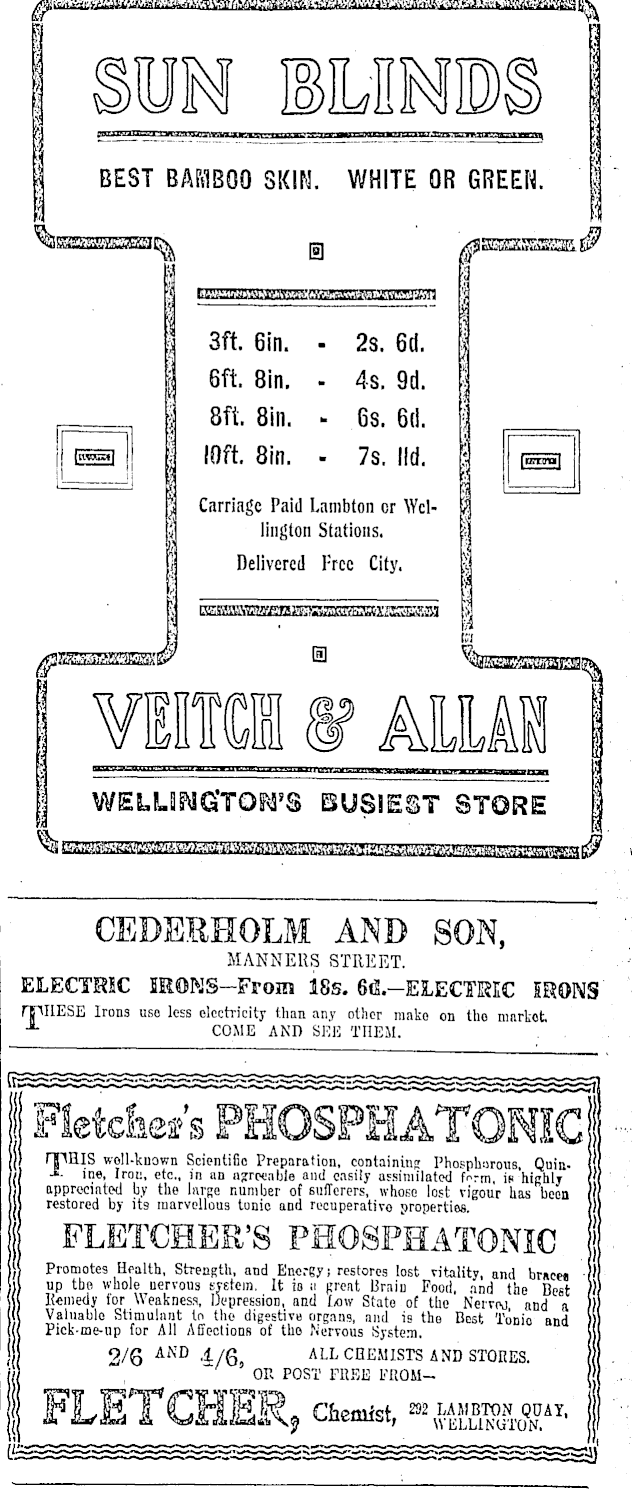 SUN BLINDS
BEST BAMBOO SKIN. WHITE OR GREEN.
3ft. 6in. - 2s. 6d.
6ft. 8in. - 4s. 9d.
8ft. 8in. - 6s. 6d.
10ft. 8in. - 7s. 11d.
Carriage Paid Lambton or Wel-
lington Stations.
Delivered Free City.
VEITCH & ALLAN
WELLINGTON'S BUSIEST STORE
CEDERHOLM AND SON,
MANNERS STREET.
ELECTRIC IRONS—From 18s. 6d.—ELECTRIC IRONS
THESE Irons use less electricity than any other make on the market.
COME AND SEE THEM.
Fletcher's PHOSPHATONIC
THIS well-known Scientific Preparation, containing Phosphorous, Quin-
ine, Iron, etc., in an agreeable and easily assimilated form, is highly
appreciated by the large number of sufferers, whose lost vigour has been
restored by its marvellous tonic and recuperative properties.
FLETCHER'S PHOSPHATONIC
Promotes Health, Strength, and Energy; restores lost vitality, and braces
up the whole nervous system. It is a great Brain Food, and the Best
Remedy for Weakness, Depression, and Low State of the Nerves, and a
Valuable Stimulant to the digestive organs, and is the Best Tonic and
Pick-me-up for All Affections of the Nervous System.
2/6 AND 4/6, ALL CHEMISTS AND STORES.
OR POST FREE FROM—
FLETCHER, Chemist, 292 LAMBTON QUAY,
WELLINGTON.